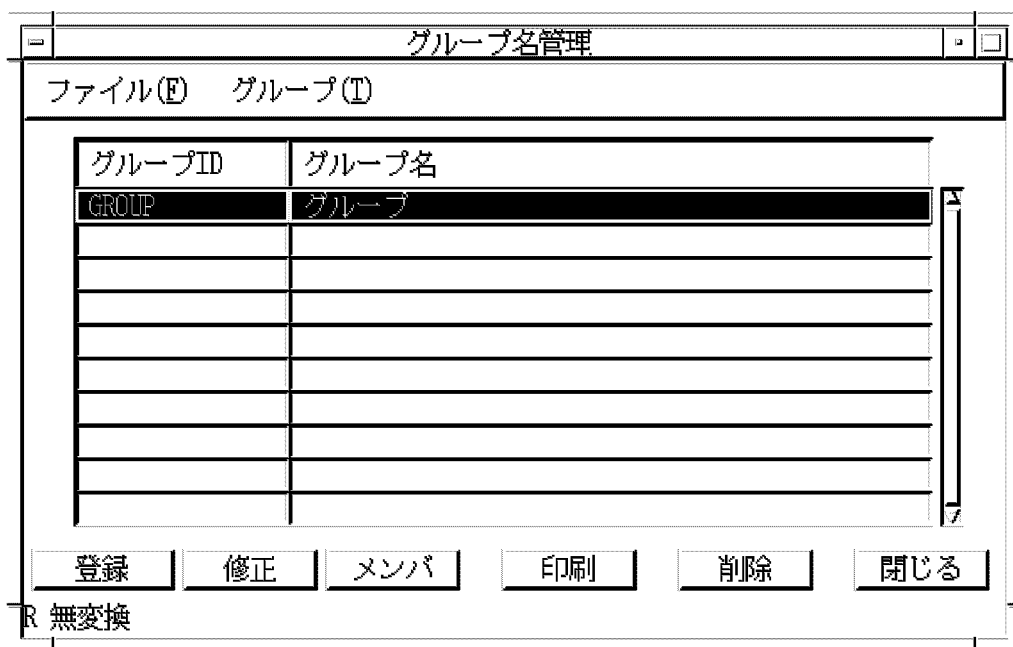 グループ名管理
ファイル(F) グループ(T)
グループID グループ名
GROUP グループ
登録 修正 メンバ 印刷 削除 閉じる
R 無変換